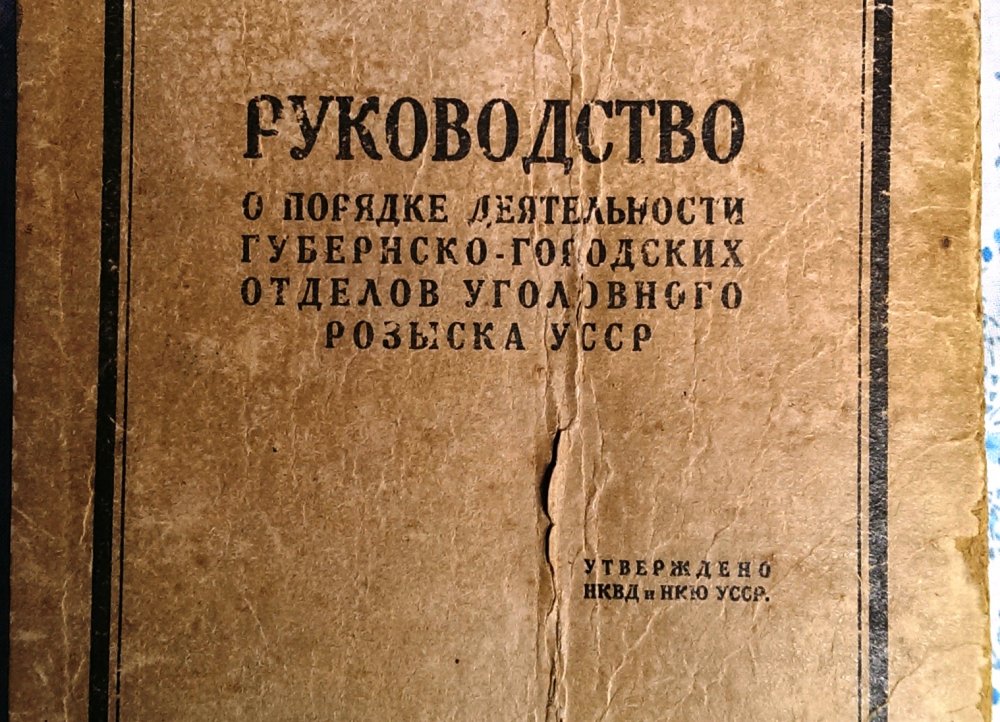 РУКОВОДСТВО
О ПОРЯДКЕ ДЕЯТЕЛЬНОСТИ
ГУБЕРНСКО-ГОРОДСКИХ
ОТДЕЛОВ УГОЛОВНОГО
РОЗЫСКА УССР
УТВЕРЖДЕНО
НКВД и НКЮ УССР.